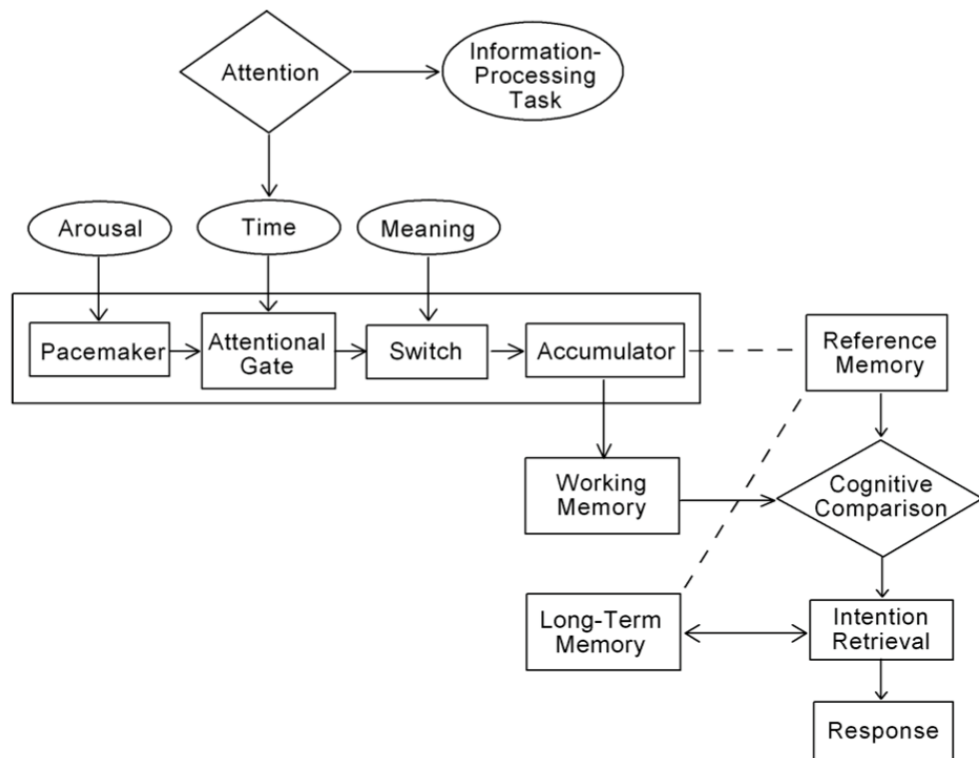 Information-
Processing
Task
Attention
Arousal
Time
Meaning
Pacemaker
Attentional
Gate
Switch
Accumulator
Reference
Memory
Working
Memory
Cognitive
Comparison
Long-Term
Memory
Intention
Retrieval
Response